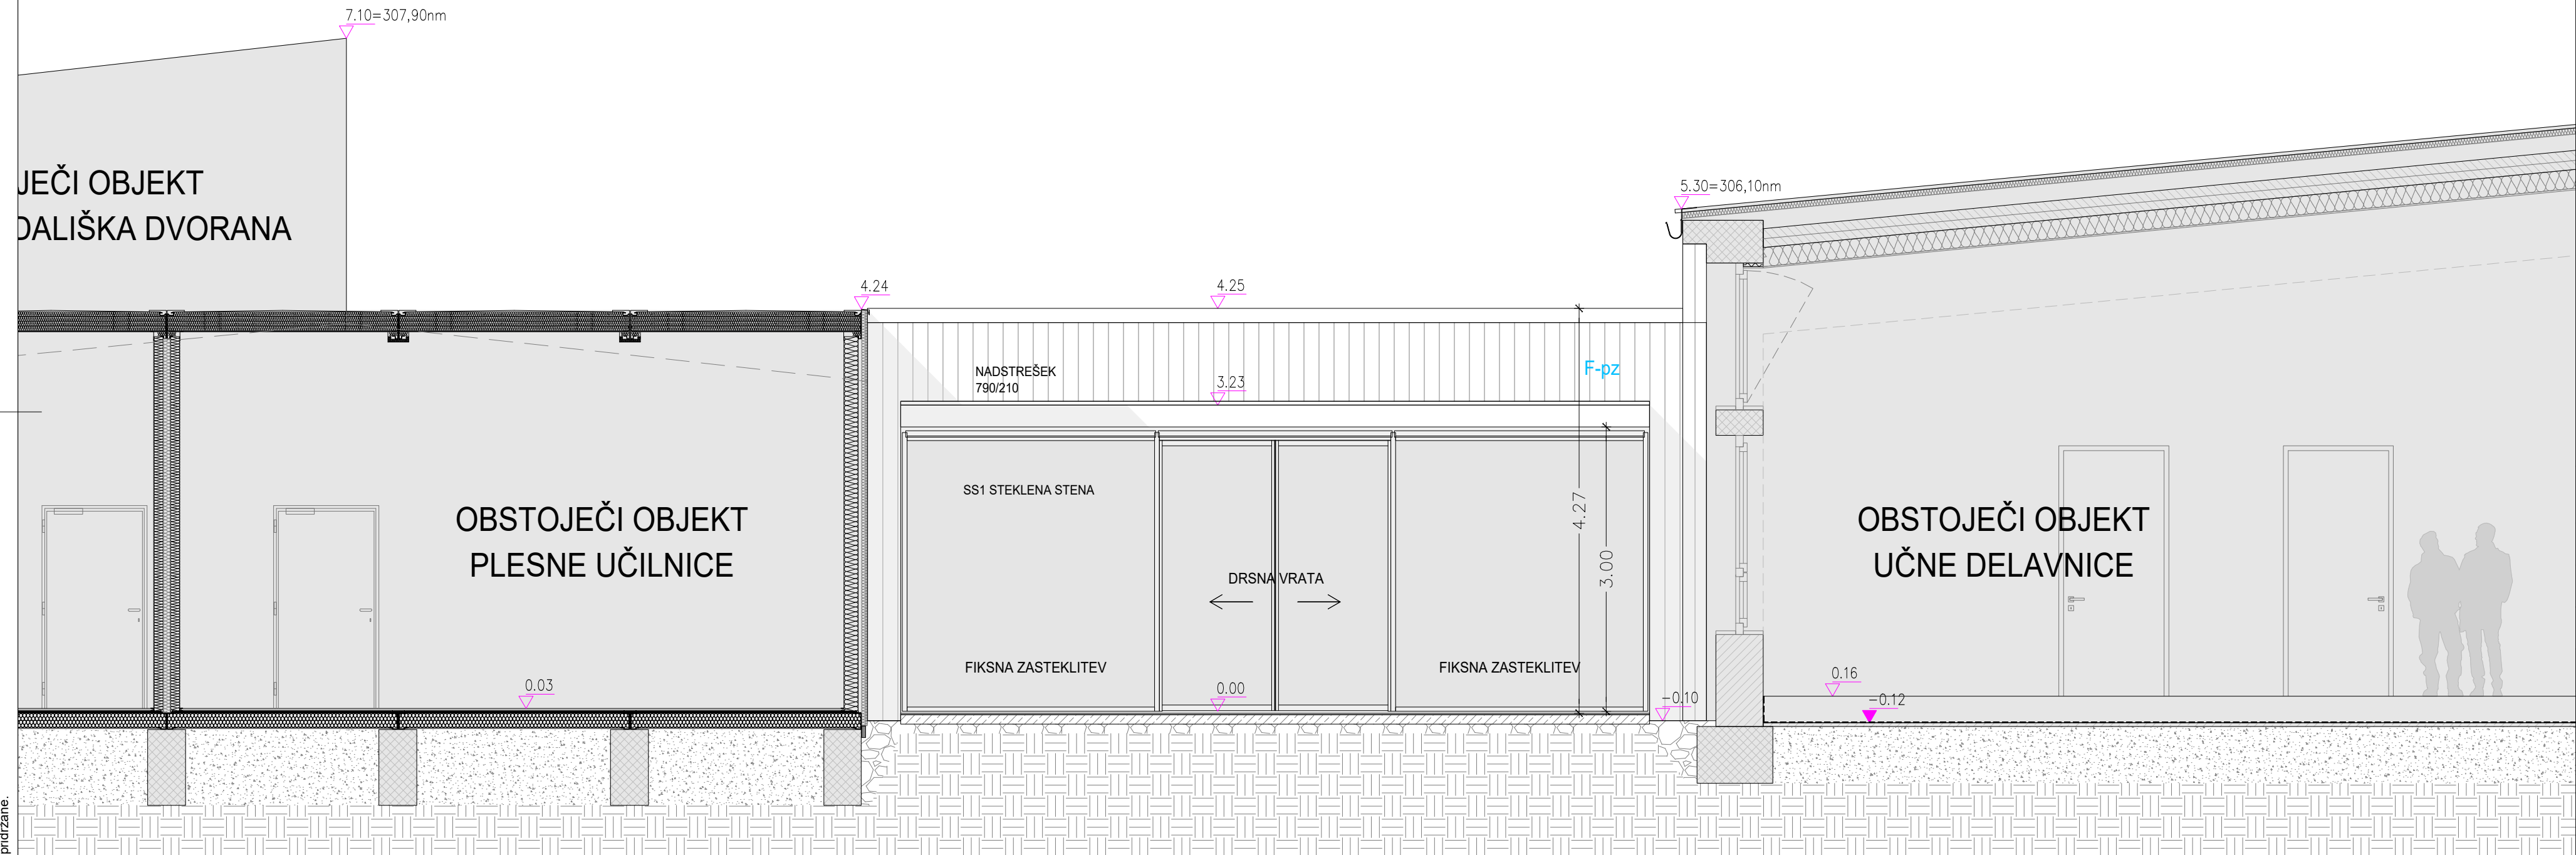 7.10=307,90nm
JEČI OBJEKT
DALIŠKA DVORANA
5.30=306,10nm
4.24
4.25
NADSTREŠEK
790/210
3.23
F-pz
SS1 STEKLENA STENA
4.27
3.00
OBSTOJEČI OBJEKT
PLESNE UČILNICE
DRSNA VRATA
OBSTOJEČI OBJEKT
UČNE DELAVNICE
FIKSNA ZASTEKLITEV
FIKSNA ZASTEKLITEV
0.03
0.00
-0.10
0.16
-0.12
pridržane.